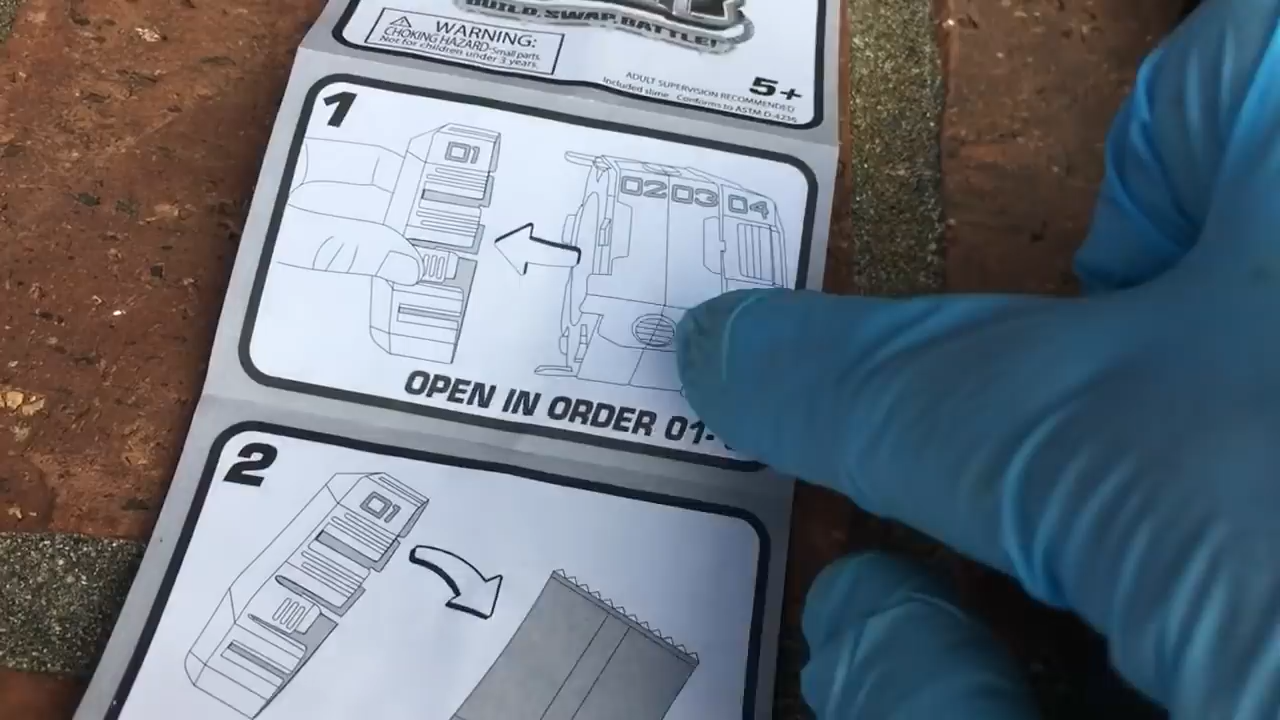 BUILD, SWAP, BATTLE!
WARNING:
CHOKING HAZARD-Small parts.
Not for children under 3 years.
5+
ADULT SUPERVISION RECOMMENDED
Included slime Conforms to ASTM D-4236
1
01
02 03 04
OPEN IN ORDER 01-
2
01